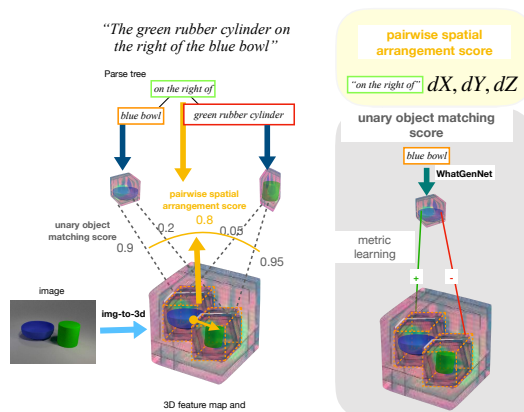 "The green rubber cylinder on
the right of the blue bowl"
Parse tree
on the right of
blue bowl
green rubber cylinder
pairwise spatial
arrangement score
0.8
unary object
matching score
0.9
0.2
0.05
0.95
image
img-to-3d
3D feature map and
pairwise spatial
arrangement score
"on the right of" dX, dY, dZ
unary object matching
score
blue bowl
WhatGenNet
metric
learning
+
-